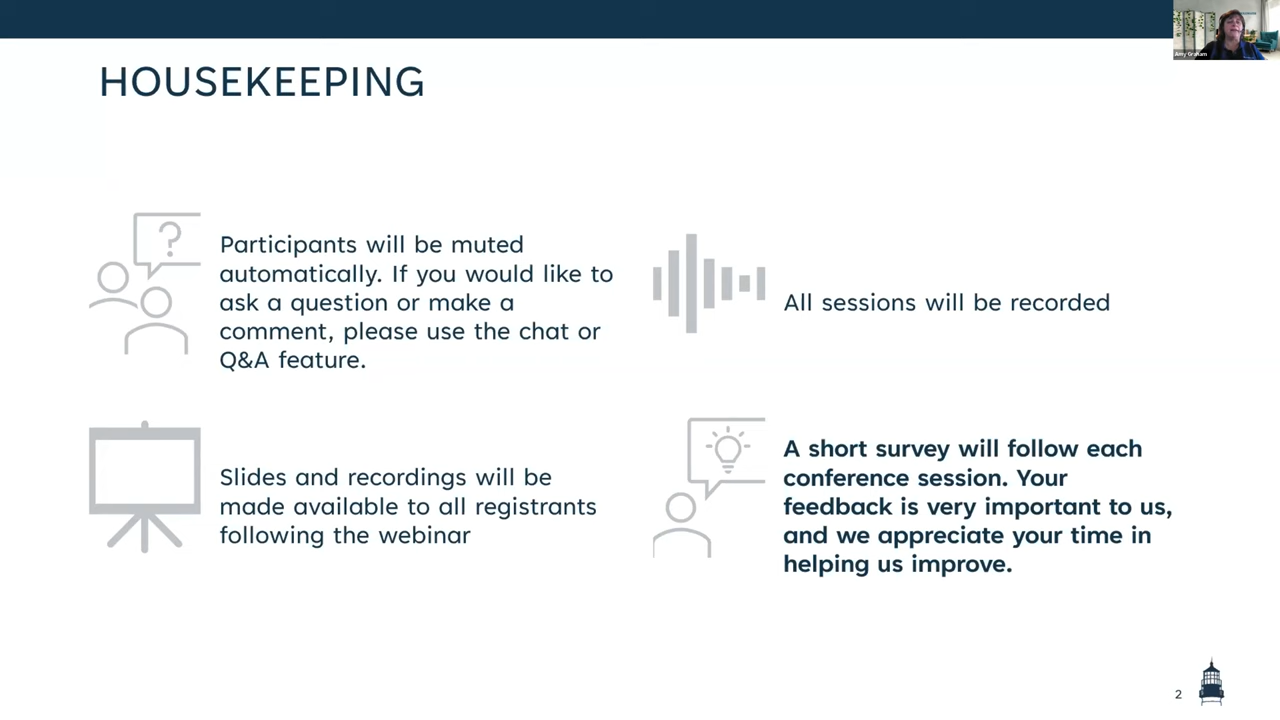 Amy Graham
HOUSEKEEPING
?
Participants will be muted
automatically. If you would like to
ask a question or make a
comment, please use the chat or
Q&A feature.
All sessions will be recorded
Slides and recordings will be
made available to all registrants
following the webinar
A short survey will follow each
conference session. Your
feedback is very important to us,
and we appreciate your time in
helping us improve.
2